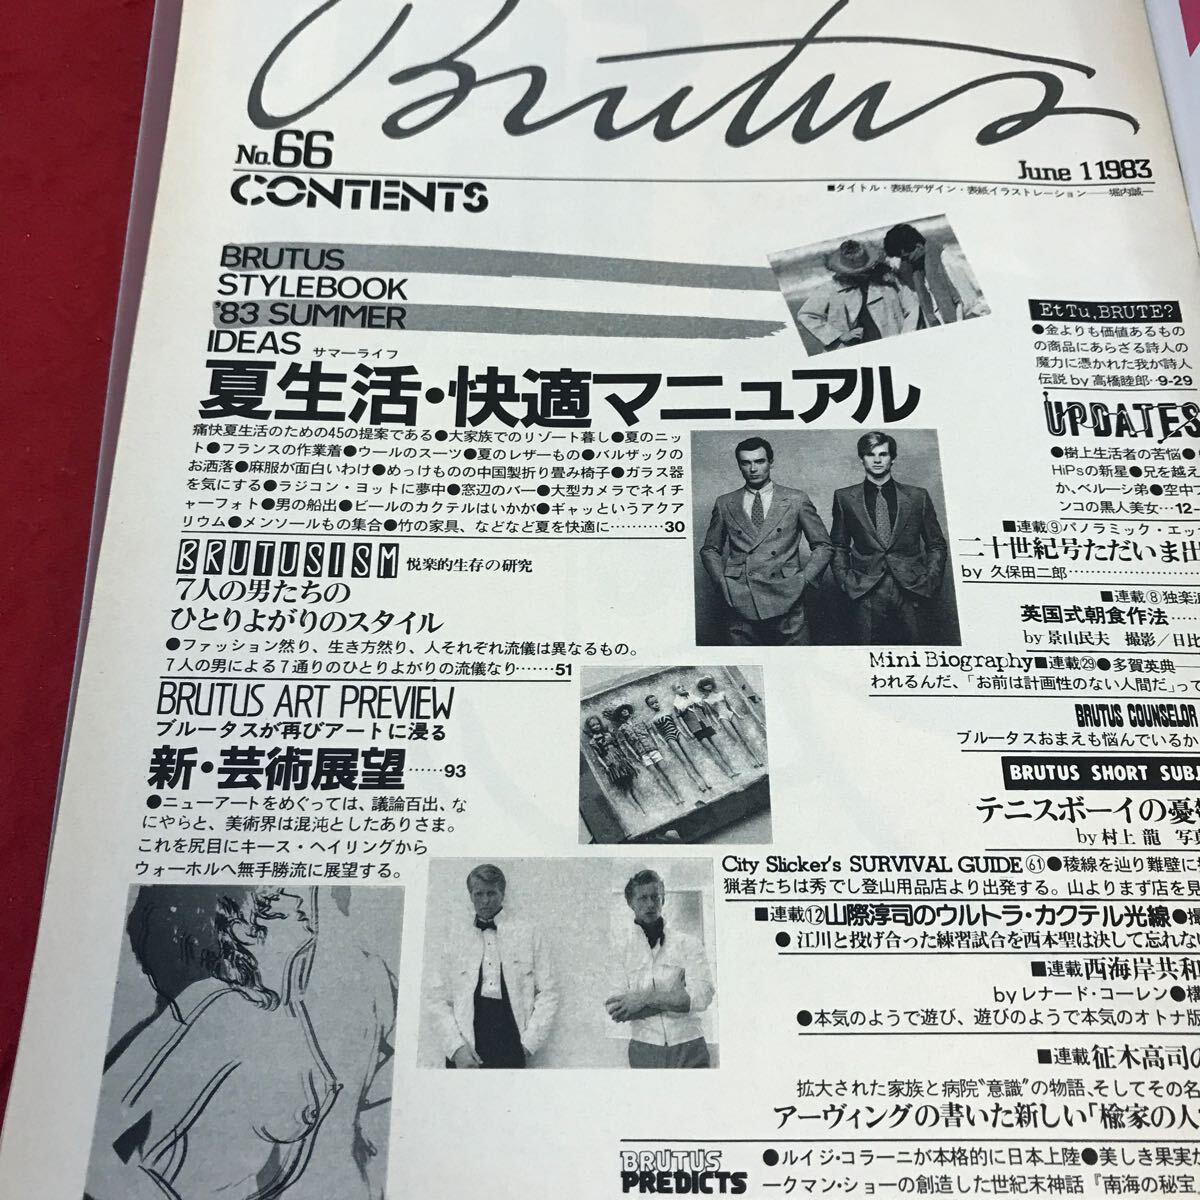 Brutus
No.66
June 1 1983
CONTENTS
■タイトル・表紙デザイン・表紙イラストレーション——堀内誠一
BRUTUS
STYLEBOOK
'83 SUMMER
IDEAS
サマーライフ
夏生活・快適マニュアル
痛快夏生活のための45の提案である●大家族でのリゾート暮し●夏のニッ
ト●フランスの作業着●ウールのスーツ●夏のレザーもの●バルザックの
お洒落●麻服が面白いわけ●めっけものの中国製折り畳み椅子●ガラス器
を気にする●ラジコン・ヨットに夢中●窓辺のバー●大型カメラでネイチ
ャーフォト●男の船出●ビールのカクテルはいかが●ギャッというアクア
リウム●メンソールもの集合●竹の家具、などなど夏を快適に………30
BRUTUSISM 悦楽的生存の研究
7人の男たちの
ひとりよがりのスタイル
●ファッション然り、生き方然り、人それぞれ流儀は異なるもの。
7人の男による7通りのひとりよがりの流儀なり……51
BRUTUS ART PREVIEW
ブルータスが再びアートに浸る
新・芸術展望……93
●ニューアートをめぐっては、議論百出、な
にやらと、美術界は混沌としたありさま。
これを尻目にキース・ヘイリングから
ウォーホルへ無手勝流に展望する。
Et Tu, BRUTE?
●金よりも価値あるもの
の商品にあらざる詩人の
魔力に憑かれた我が詩人
伝説 by 高橋睦郎…9-29
UPDATES
●樹上生活者の苦悩●
HiPsの新星●兄を越え
か、ベルーシ弟●空中
ンコの黒人美女…12-
■連載⑨パノラミック・エッ
二十世紀号ただいま出
by 久保田二郎………
■連載⑧独楽
英国式朝食作法……
by 景山民夫 撮影/日比
Mini Biography■連載㉙●多賀英典—
われるんだ、「お前は計画性のない人間だ」って
BRUTUS COUNSELOR
ブルータスおまえも悩んでいるか
BRUTUS SHORT SUBJ
テニスボーイの憂
by 村上 龍 写真
City Slicker's SURVIVAL GUIDE 61●稜線を辿り難壁に
猟者たちは秀でし登山用品店より出発する。山よりまず店を見
■連載⑫山際淳司のウルトラ・カクテル光線●撮
●江川と投げ合った練習試合を西本聖は決して忘れな
■連載 西海岸共和
by レナード・コーレン●構
●本気のようで遊び、遊びのようで本気のオトナ版
■連載 征木高司の
拡大された家族と病院"意識"の物語、そしてその名
アーヴィングの書いた新しい「楡家の人
BRUTUS
PREDICTS
●ルイジ・コラーニが本格的に日本上陸●美しき果実か
ークマン・ショーの創造した世紀末神話『南海の秘宝』